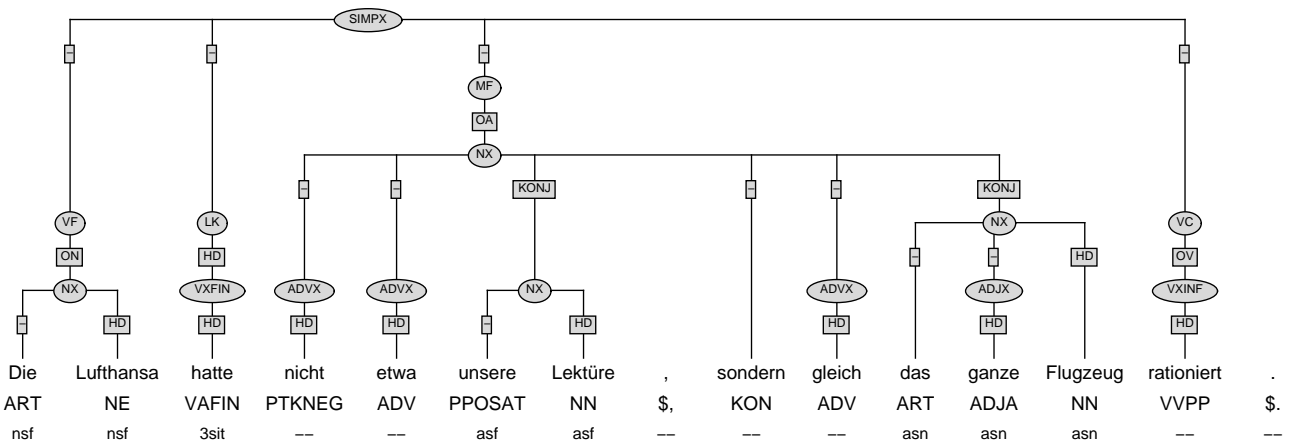 SIMPX
– – – –
MF
OA
NX
– – KONJ – – KONJ
VF LK NX VC
ON HD – – HD OV
NX VXFIN ADVX ADVX NX ADVX ADJX VXINF
– HD HD HD HD – HD HD HD HD
Die Lufthansa hatte nicht etwa unsere Lektüre , sondern gleich das ganze Flugzeug rationiert .
ART NE VAFIN PTKNEG ADV PPOSAT NN $, KON ADV ART ADJA NN VVPP $.
nsf nsf 3sit –– –– asf asf –– –– –– asn asn asn –– ––